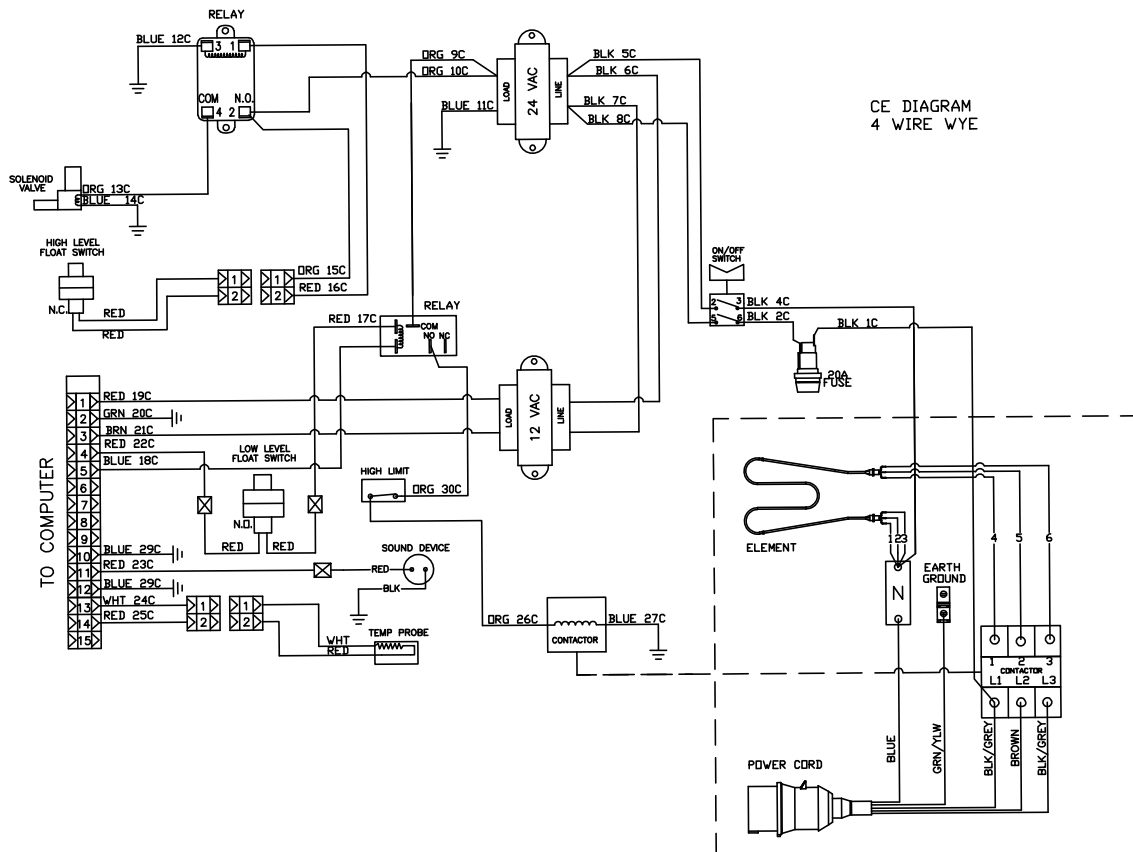 RELAY
BLUE 12C
3 1
COM N.O.
4 2
ORG 9C
ORG 10C
BLUE 11C
LOAD
24 VAC
LINE
BLK 5C
BLK 6C
BLK 7C
BLK 8C
CE DIAGRAM
4 WIRE WYE
SOLENOID
VALVE
ORG 13C
BLUE 14C
HIGH LEVEL
FLOAT SWITCH
N.C.
RED
RED
1
2
1
2
ORG 15C
RED 16C
ON/OFF
SWITCH
2 3
5 6
BLK 4C
BLK 2C
BLK 1C
20A
FUSE
RELAY
RED 17C
COM
NO NC
TO COMPUTER
1
2
3
4
5
6
7
8
9
10
11
12
13
14
15
RED 19C
GRN 20C
BRN 21C
RED 22C
BLUE 18C
LOW LEVEL
FLOAT SWITCH
N.O.
RED
RED
LOAD
12 VAC
LINE
HIGH LIMIT
ORG 30C
BLUE 29C
RED 23C
BLUE 29C
WHT 24C
RED 25C
1
2
1
2
SOUND DEVICE
RED
BLK
TEMP PROBE
WHT
RED
ORG 26C
CONTACTOR
BLUE 27C
ELEMENT
1 2 3
4
5
6
N
EARTH
GROUND
1 2 3
CONTACTOR
L1 L2 L3
BLUE
GRN/YLW
BLK/GREY
BROWN
BLK/GREY
POWER CORD